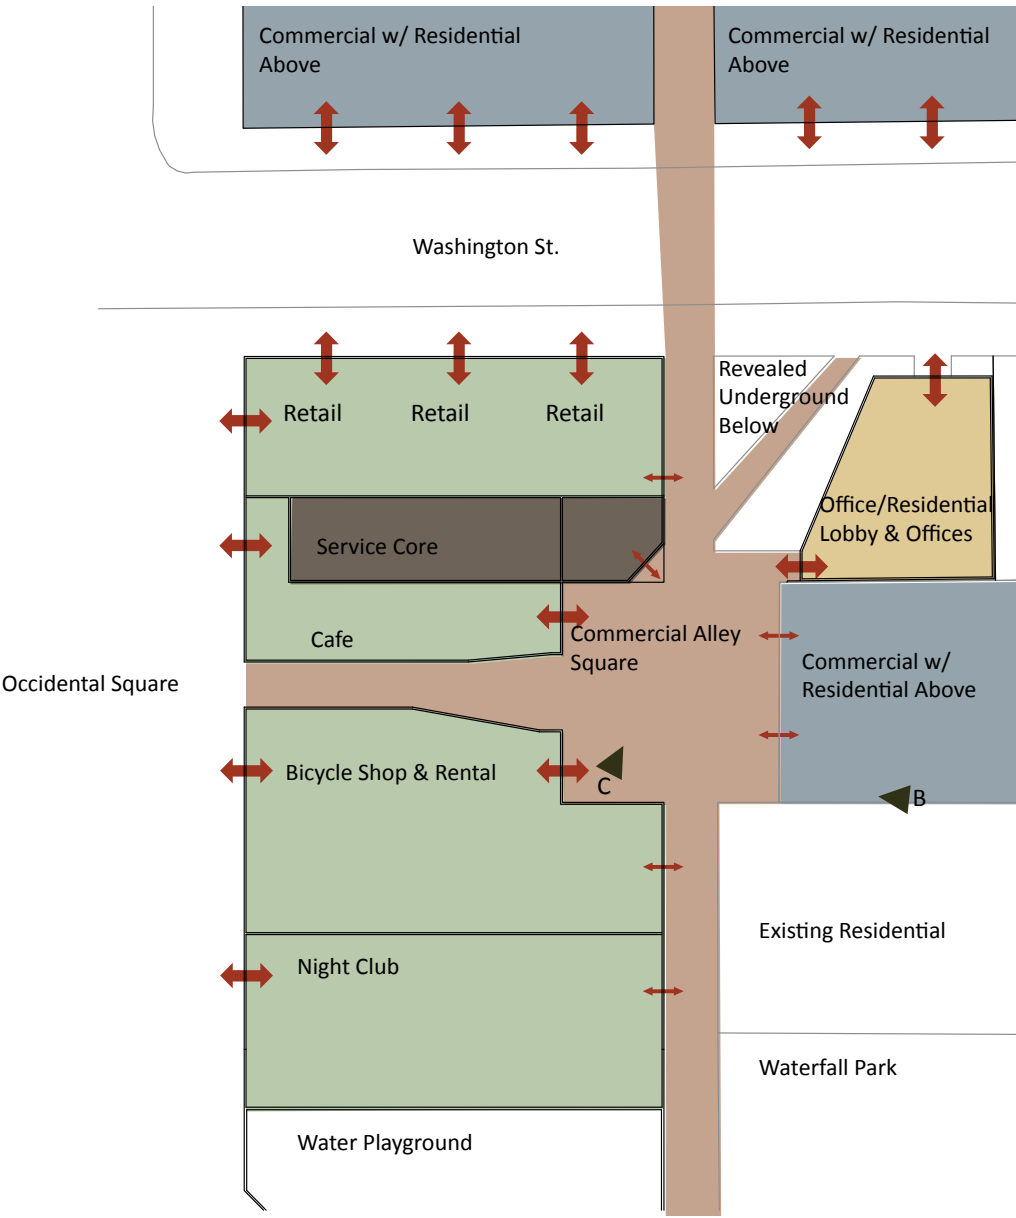 Commercial w/ Residential
Above
Commercial w/ Residential
Above
Washington St.
Revealed
Underground
Below
Retail
Retail
Retail
Office/Residential
Lobby & Offices
Service Core
Cafe
Commercial Alley
Square
Commercial w/
Residential Above
Occidental Square
Bicycle Shop & Rental
C
B
Existing Residential
Night Club
Waterfall Park
Water Playground